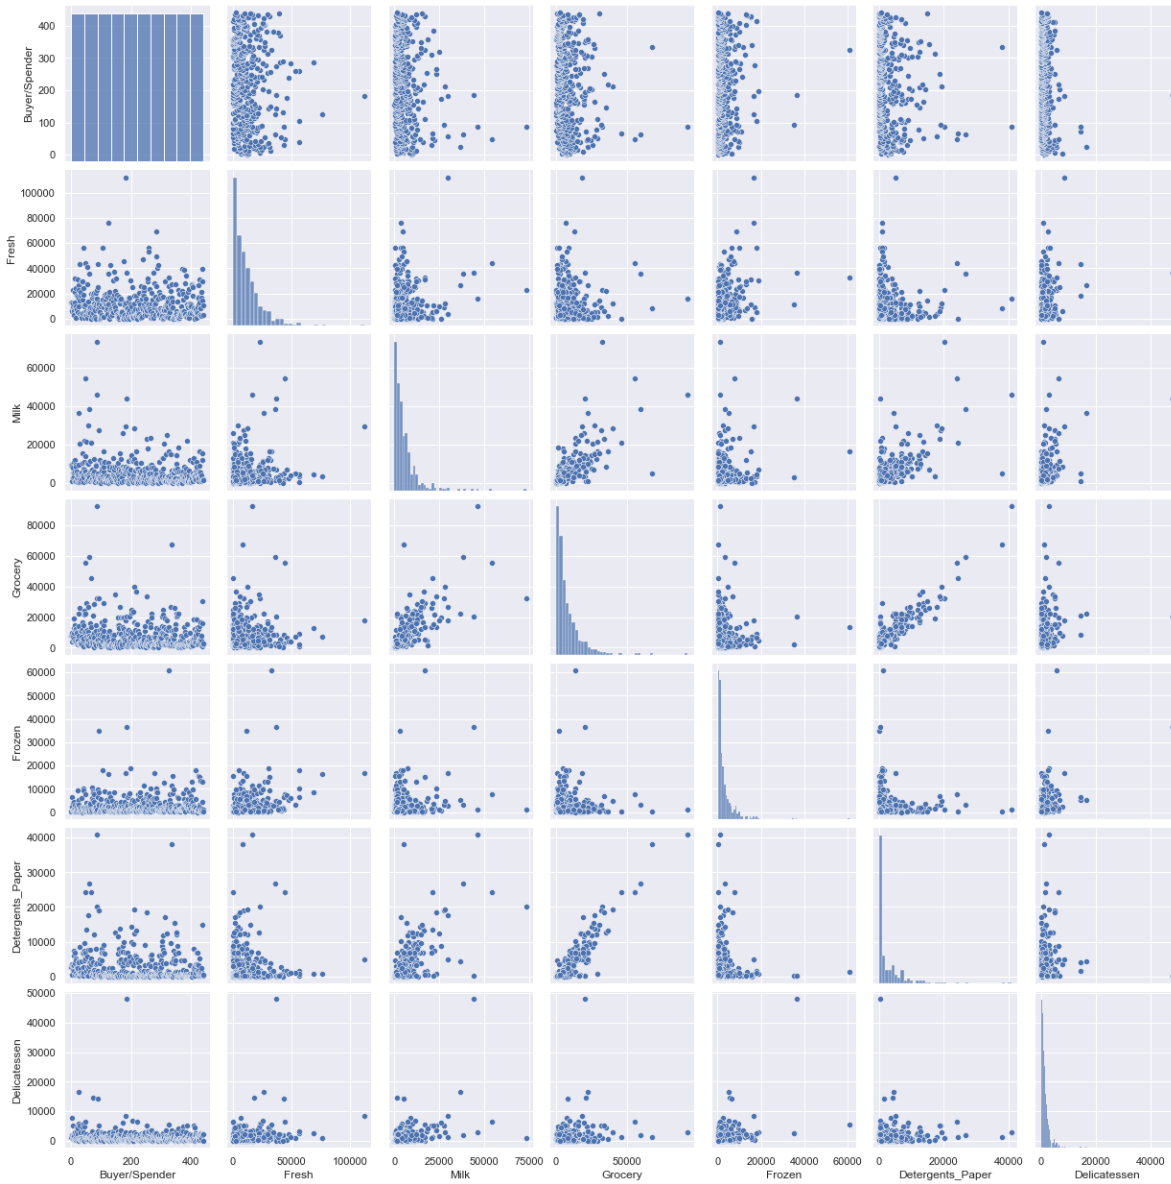 400
300
200
100
0
Buyer/Spender
100000
80000
60000
40000
20000
0
Fresh
60000
40000
20000
0
Milk
80000
60000
40000
20000
0
Grocery
60000
50000
40000
30000
20000
10000
0
Frozen
40000
30000
20000
10000
0
Detergents_Paper
50000
40000
30000
20000
10000
0
Delicatessen
0 200 400
Buyer/Spender
0 50000 100000
Fresh
0 25000 50000 75000
Milk
0 50000
Grocery
0 20000 40000 60000
Frozen
0 20000 40000
Detergents_Paper
0 10000 20000 30000 40000
Delicatessen